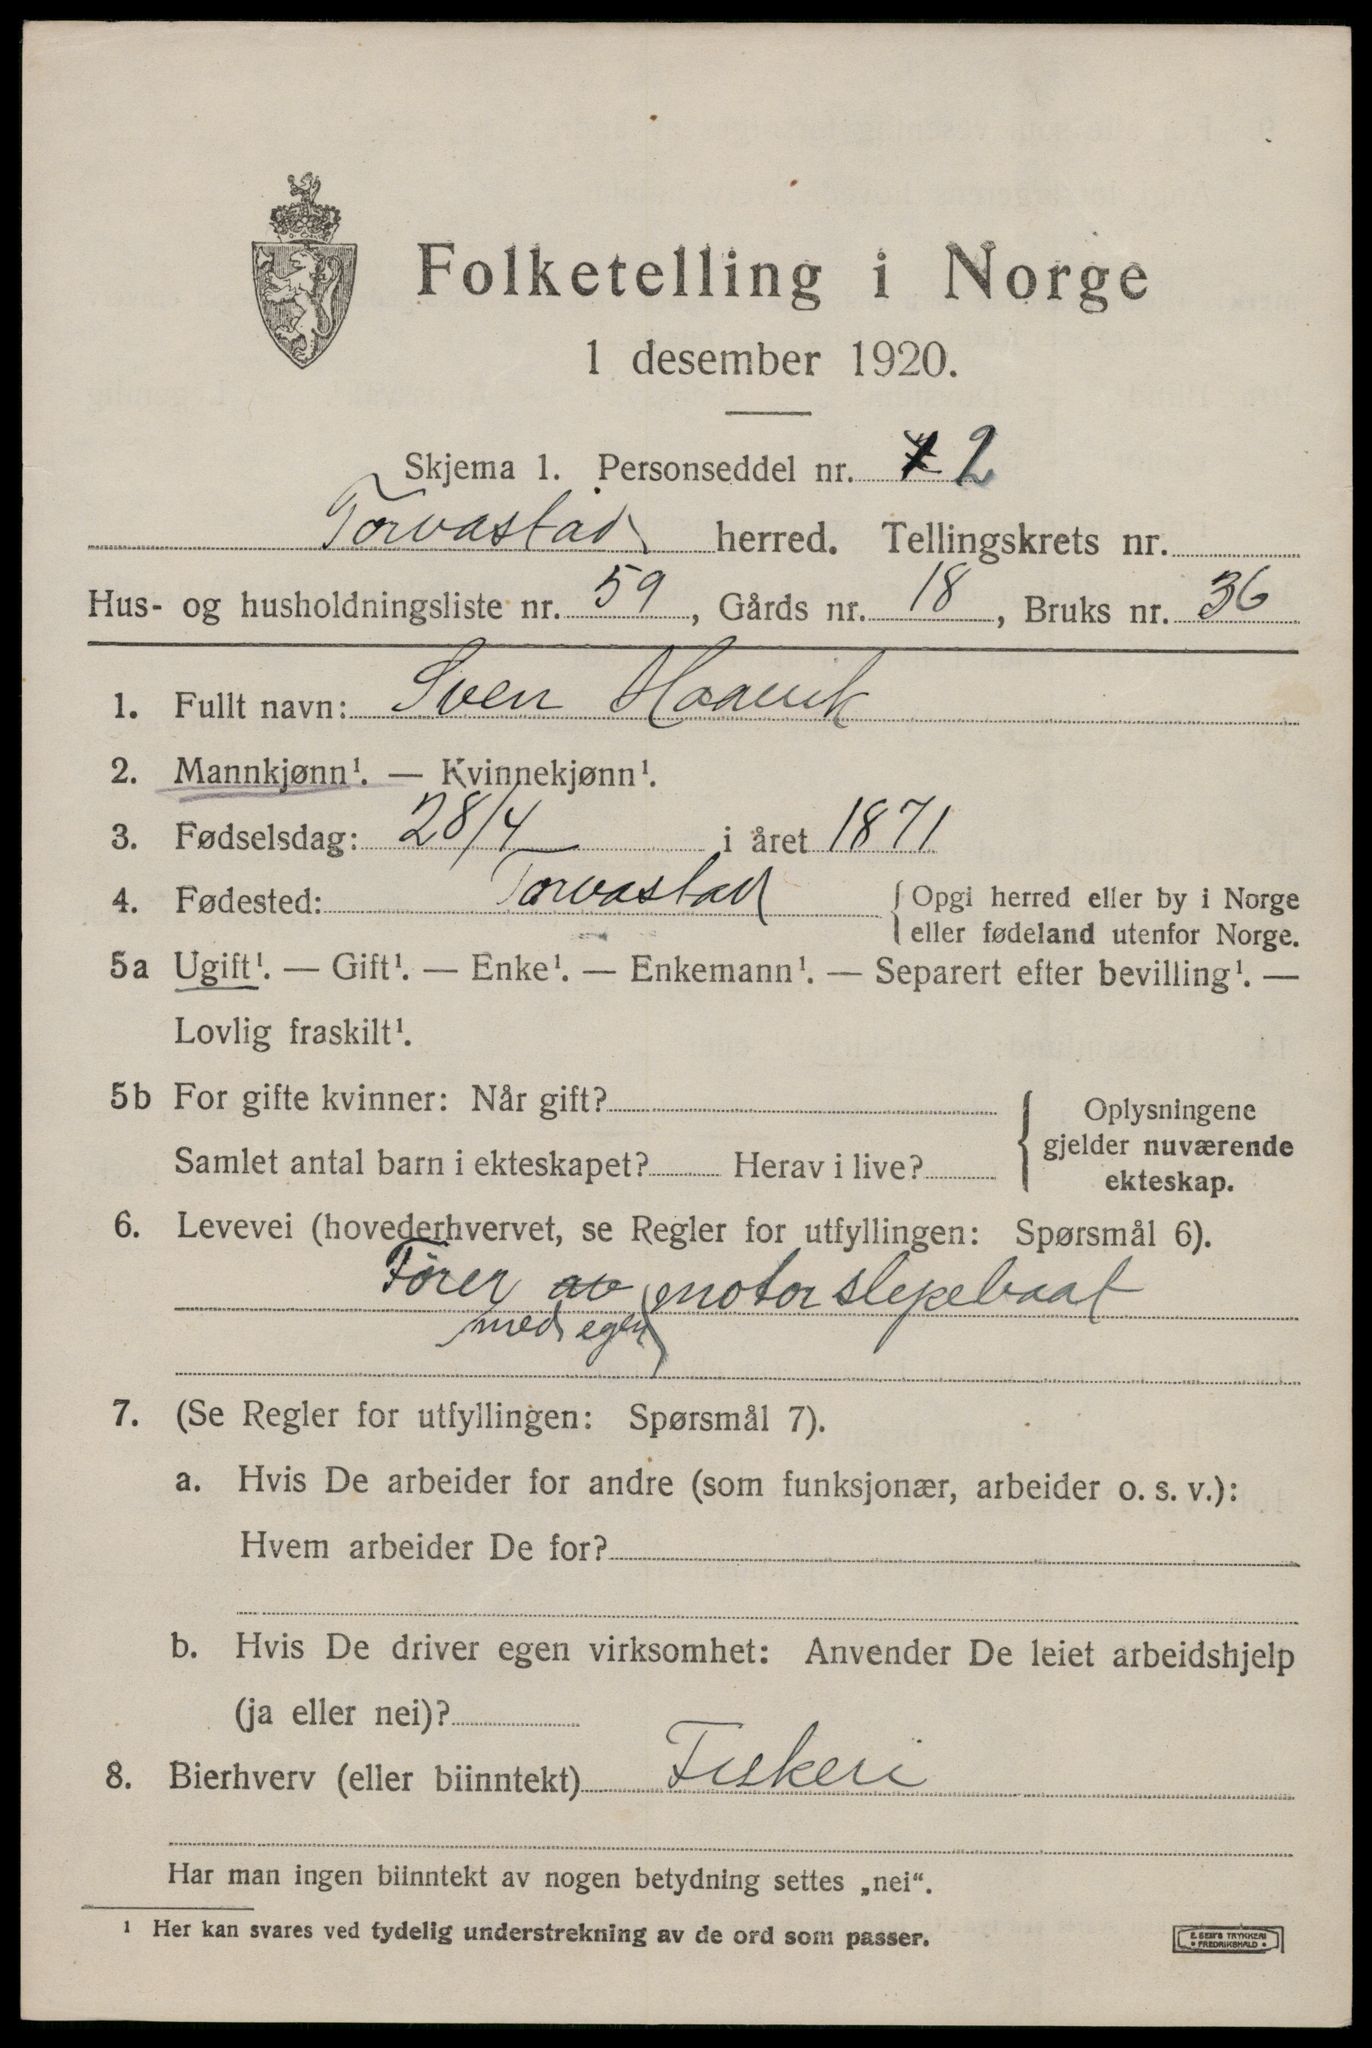 Folketelling i Norge
1 desember 1920.
Skjema 1. Personseddel nr. 2
Torvastad herred. Tellingskrets nr.
Hus- og husholdningsliste nr. 59, Gårds nr. 18, Bruks nr. 36
1. Fullt navn: Sven Haavik
2. Mannkjønn¹. — Kvinnekjønn¹.
3. Fødselsdag: 28/4 i året 1871
4. Fødested: Torvastad { Opgi herred eller by i Norge
eller fødeland utenfor Norge.
5a Ugift¹. — Gift¹. — Enke¹. — Enkemann¹. — Separert efter bevilling¹. —
Lovlig fraskilt¹.
5b For gifte kvinner: Når gift?
Samlet antal barn i ekteskapet? Herav i live?
{ Oplysningene
gjelder nuværende
ekteskap.
6. Levevei (hovederhvervet, se Regler for utfyllingen: Spørsmål 6).
Fører av motorslepebaat
med egen
7. (Se Regler for utfyllingen: Spørsmål 7).
a. Hvis De arbeider for andre (som funksjonær, arbeider o. s. v.):
Hvem arbeider De for?
b. Hvis De driver egen virksomhet: Anvender De leiet arbeidshjelp
(ja eller nei)?
8. Bierhverv (eller biinntekt) Fiskeri
Har man ingen biinntekt av nogen betydning settes „nei“.
¹ Her kan svares ved tydelig understrekning av de ord som passer.
E. SEM'S TRYKKERI
• FREDRIKSHALD •